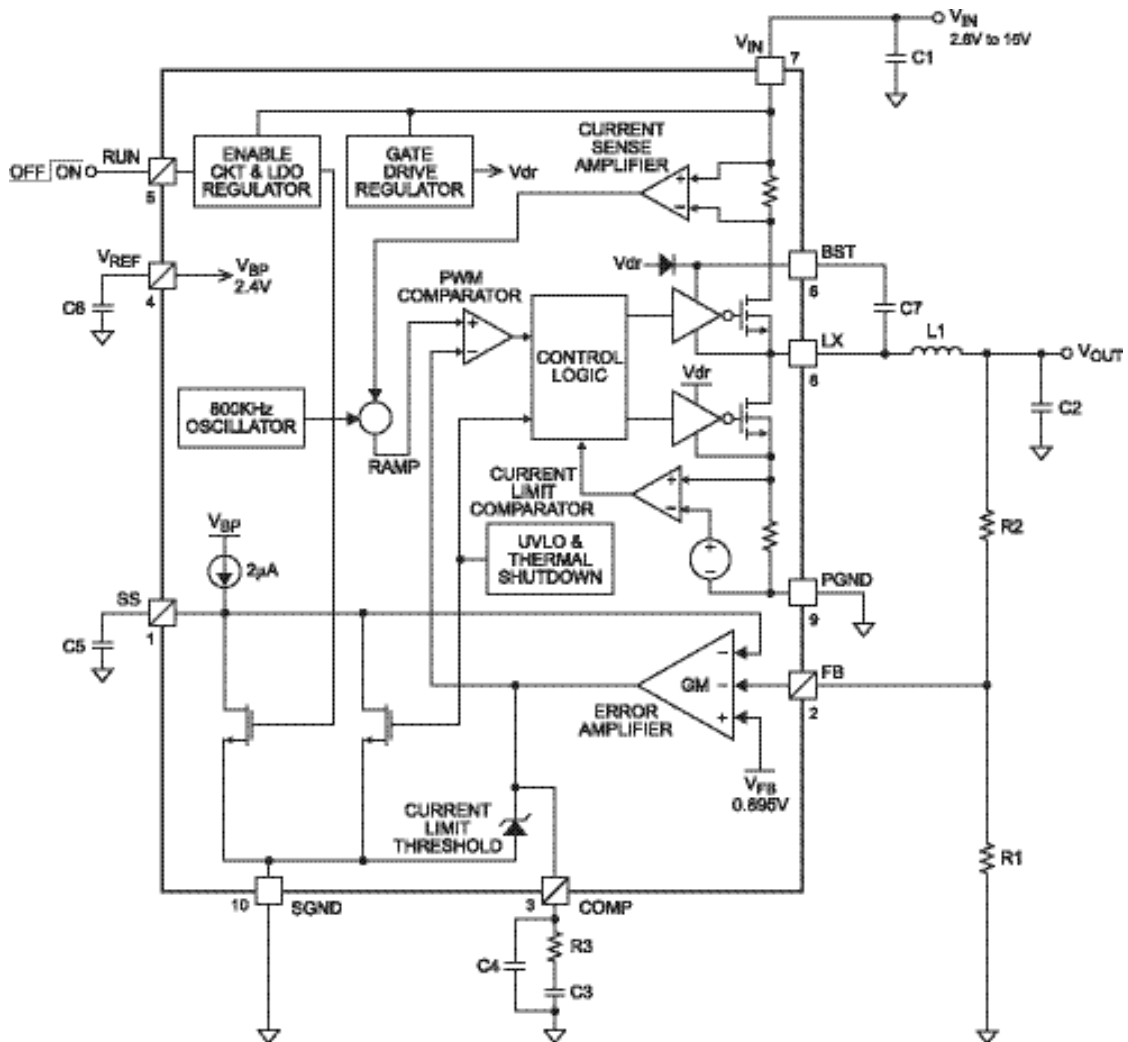 VIN
2.6V to 15V
C1
VIN
7
OFF ON
RUN
5
ENABLE
CKT & LDO
REGULATOR
GATE
DRIVE
REGULATOR
Vdr
CURRENT
SENSE
AMPLIFIER
+
−
VREF
4
C6
VBP
2.4V
Vdr
BST
6
C7
PWM
COMPARATOR
+
−
CONTROL
LOGIC
LX
8
L1
VOUT
C2
Vdr
800KHz
OSCILLATOR
RAMP
CURRENT
LIMIT
COMPARATOR
+
−
+
−
UVLO &
THERMAL
SHUTDOWN
R2
VBP
2µA
SS
1
C5
PGND
9
−
GM −
+
ERROR
AMPLIFIER
FB
2
VFB
0.895V
CURRENT
LIMIT
THRESHOLD
R1
10
SGND
3
COMP
C4
R3
C3